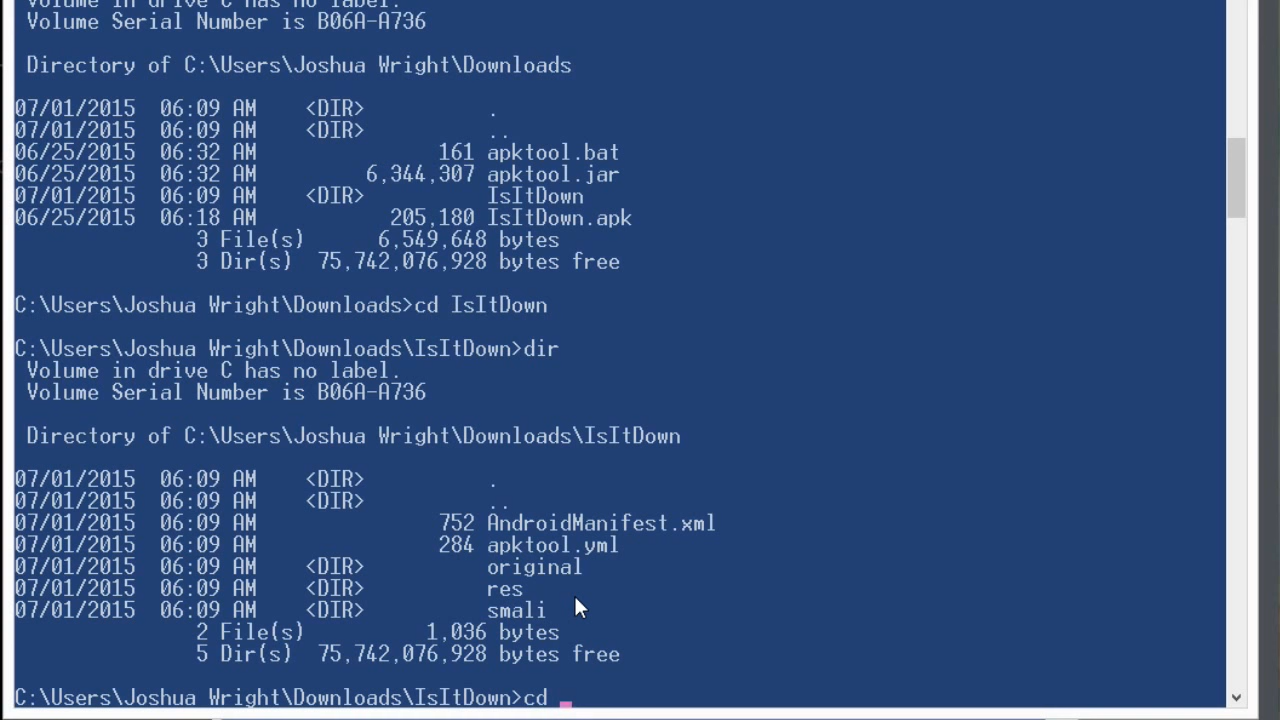 Volume in drive C has no label.
Volume Serial Number is B06A-A736
Directory of C:\Users\Joshua Wright\Downloads
07/01/2015  06:09 AM    <DIR>          .
07/01/2015  06:09 AM    <DIR>          ..
06/25/2015  06:32 AM               161 apktool.bat
06/25/2015  06:32 AM         6,344,307 apktool.jar
07/01/2015  06:09 AM    <DIR>          IsItDown
06/25/2015  06:18 AM           205,180 IsItDown.apk
3 File(s)      6,549,648 bytes
3 Dir(s)  75,742,076,928 bytes free
C:\Users\Joshua Wright\Downloads>cd IsItDown
C:\Users\Joshua Wright\Downloads\IsItDown>dir
Volume in drive C has no label.
Volume Serial Number is B06A-A736
Directory of C:\Users\Joshua Wright\Downloads\IsItDown
07/01/2015  06:09 AM    <DIR>          .
07/01/2015  06:09 AM    <DIR>          ..
07/01/2015  06:09 AM               752 AndroidManifest.xml
07/01/2015  06:09 AM               284 apktool.yml
07/01/2015  06:09 AM    <DIR>          original
07/01/2015  06:09 AM    <DIR>          res
07/01/2015  06:09 AM    <DIR>          smali
2 File(s)          1,036 bytes
5 Dir(s)  75,742,076,928 bytes free
C:\Users\Joshua Wright\Downloads\IsItDown>cd